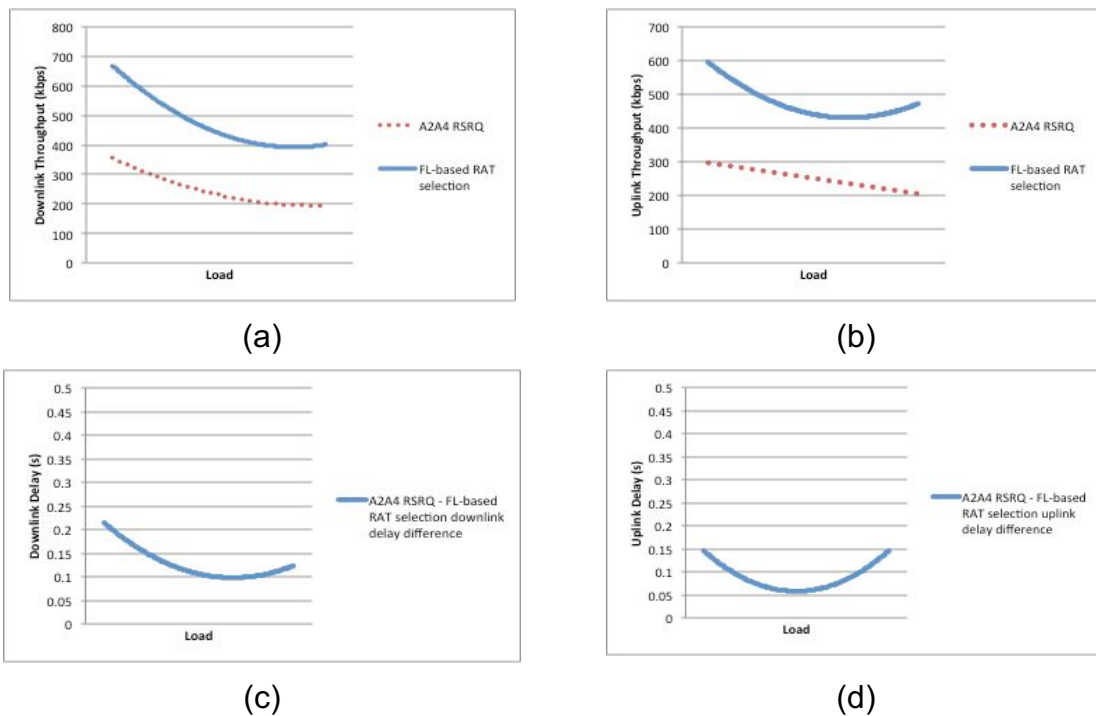 800
700
600
500
400
300
200
100
0
Downlink Throughput (kbps)
Load
A2A4 RSRQ
FL-based RAT
selection
(a)
700
600
500
400
300
200
100
0
Uplink Throughput (kbps)
Load
A2A4 RSRQ
FL-based RAT
selection
(b)
0.5
0.45
0.4
0.35
0.3
0.25
0.2
0.15
0.1
0.05
0
Downlink Delay (s)
Load
A2A4 RSRQ - FL-based
RAT selection downlink
delay difference
(c)
0.5
0.45
0.4
0.35
0.3
0.25
0.2
0.15
0.1
0.05
0
Uplink Delay (s)
Load
A2A4 RSRQ - FL-based
RAT selection uplink
delay difference
(d)